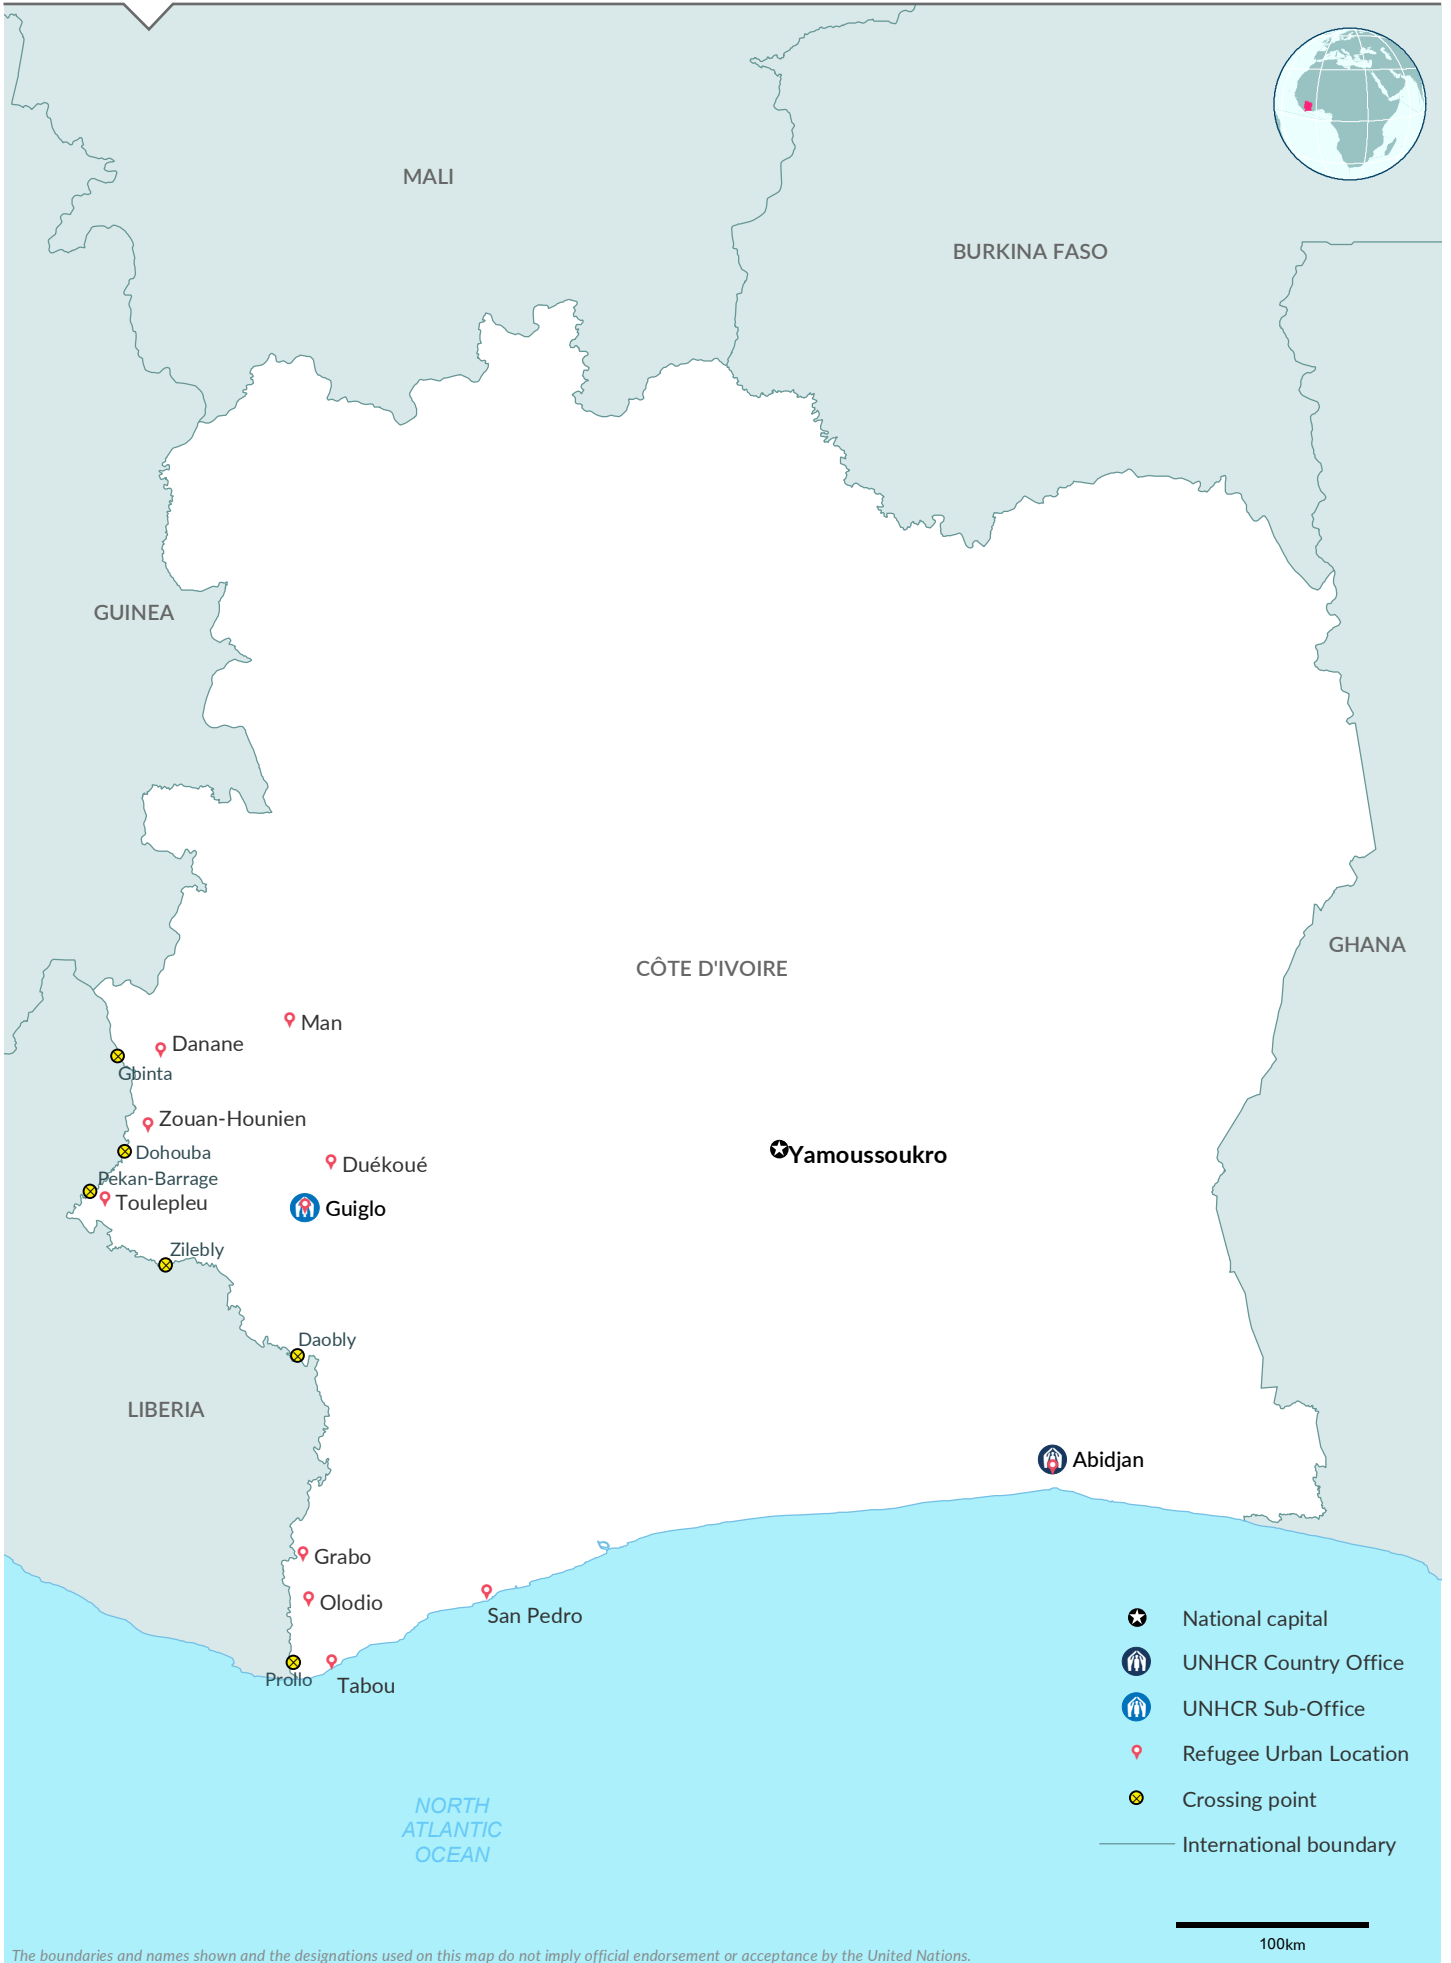 MALI
BURKINA FASO
GUINEA
GHANA
CÔTE D'IVOIRE
Man
Danane
Gbinta
Zouan-Hounien
Dohouba
Yamoussoukro
Duékoué
Pekan-Barrage
Toulepleu
Guiglo
Zilebly
Daobly
LIBERIA
Abidjan
Grabo
Olodio
San Pedro
Prollo
Tabou
National capital
UNHCR Country Office
UNHCR Sub-Office
Refugee Urban Location
Crossing point
International boundary
NORTH
ATLANTIC
OCEAN
100km
The boundaries and names shown and the designations used on this map do not imply official endorsement or acceptance by the United Nations.